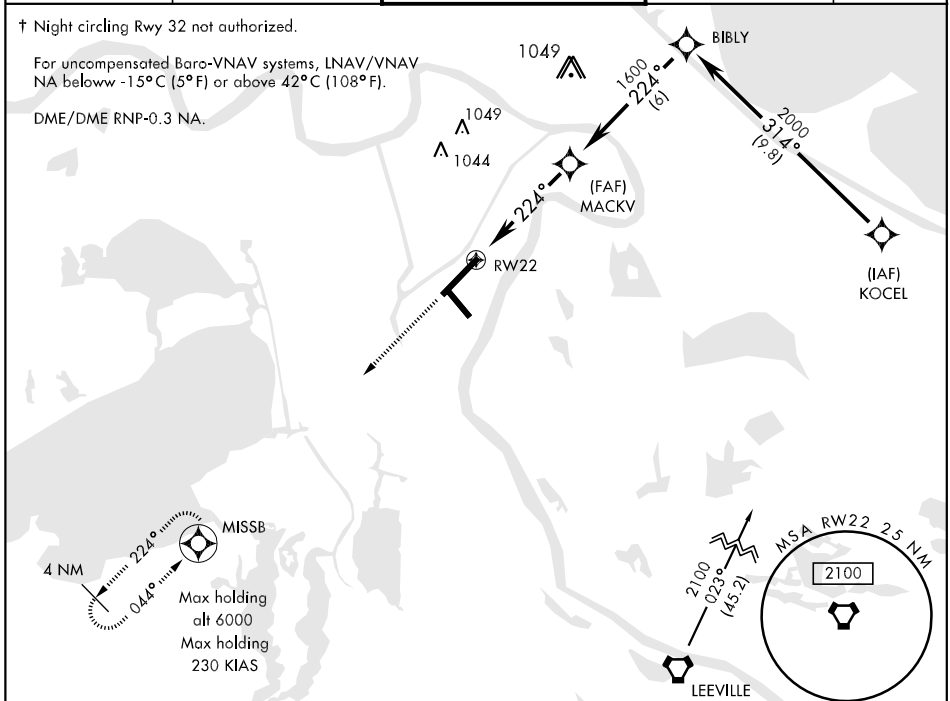 † Night circling Rwy 32 not authorized.
For uncompensated Baro-VNAV systems, LNAV/VNAV
NA beloww -15°C (5°F) or above 42°C (108°F).
DME/DME RNP-0.3 NA.
1049
BIBLY
1600
224°
(6)
2000
314°
(9.8)
1049
1044
(FAF)
MACKV
224°
RW22
(IAF)
KOCEL
MISSB
224°
044°
4 NM
Max holding
alt 6000
Max holding
230 KIAS
2100
023°
(45.2)
LEEVILLE
MSA RW22 25 NM
2100